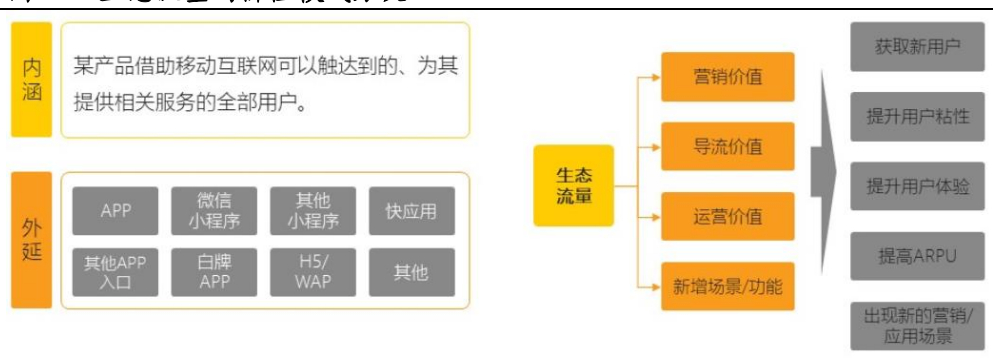 内
涵
某产品借助移动互联网可以触达到的、为其
提供相关服务的全部用户。
外
延
APP
微信
小程序
其他
小程序
快应用
其他APP
入口
白牌
APP
H5/
WAP
其他
生态
流量
营销价值
导流价值
运营价值
新增场景/功能
获取新用户
提升用户粘性
提升用户体验
提高ARPU
出现新的营销/
应用场景